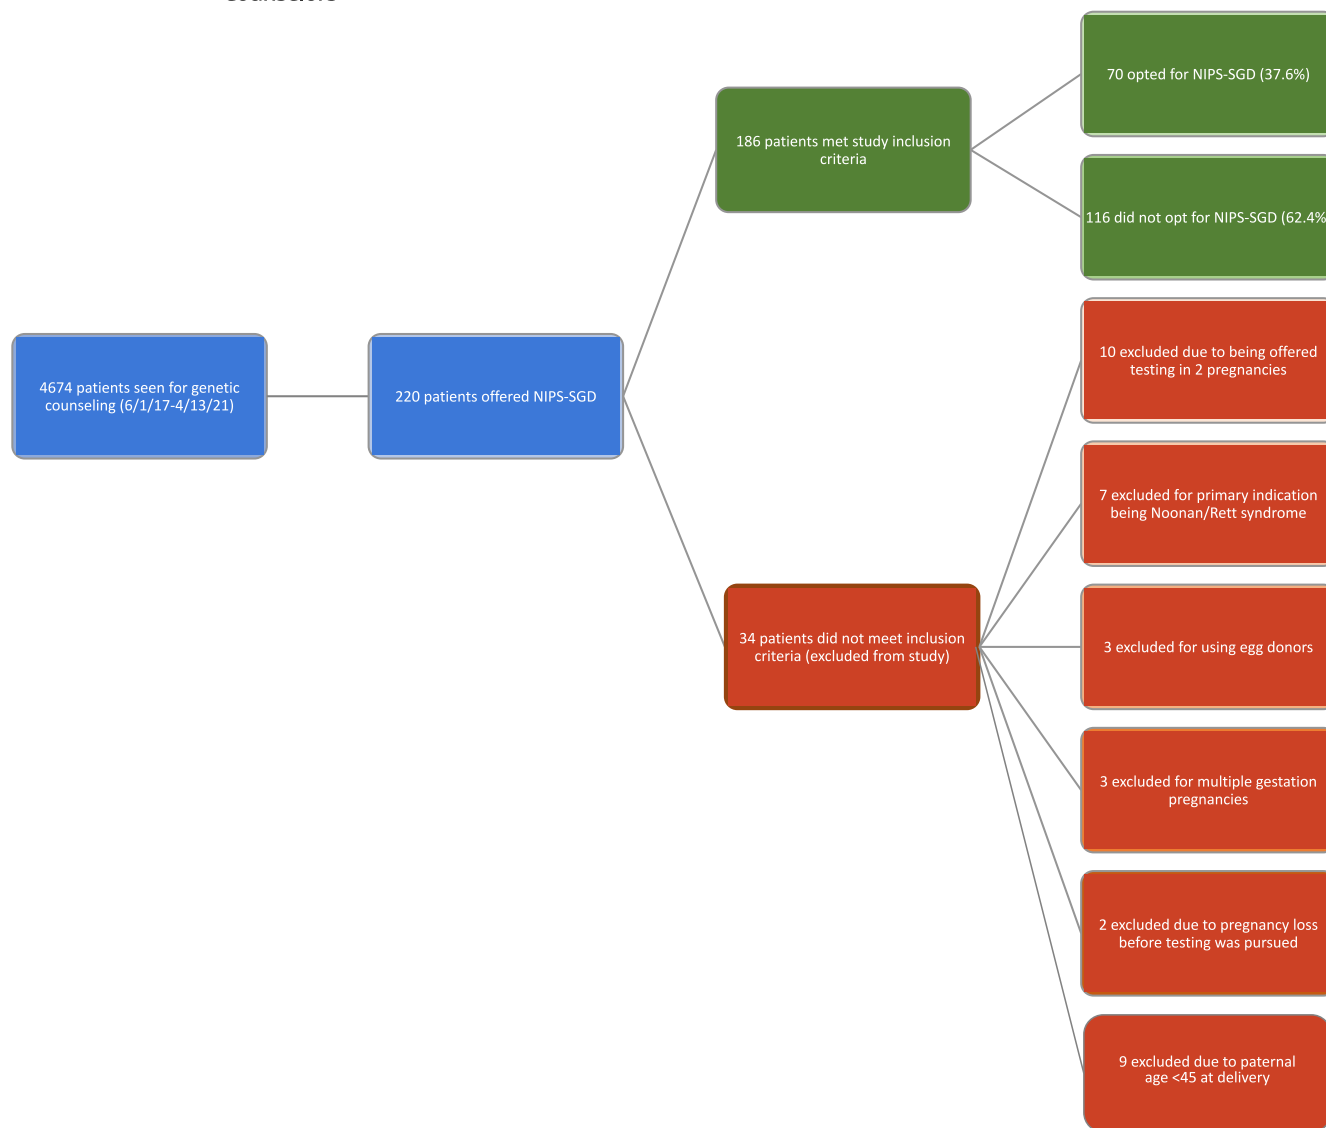 4674 patients seen for genetic
counseling (6/1/17-4/13/21)
220 patients offered NIPS-SGD
186 patients met study inclusion
criteria
34 patients did not meet inclusion
criteria (excluded from study)
70 opted for NIPS-SGD (37.6%)
116 did not opt for NIPS-SGD (62.4%
10 excluded due to being offered
testing in 2 pregnancies
7 excluded for primary indication
being Noonan/Rett syndrome
3 excluded for using egg donors
3 excluded for multiple gestation
pregnancies
2 excluded due to pregnancy loss
before testing was pursued
9 excluded due to paternal
age <45 at delivery